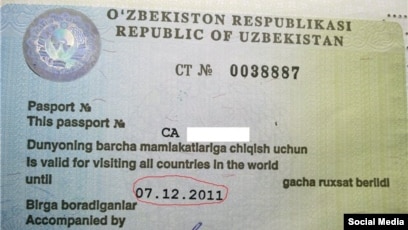 O'ZBEKISTON RESPUBLIKASI
REPUBLIC OF UZBEKISTAN
CT № 0038887
Pasport №
This passport №
CA
Dunyoning barcha mamlakatlariga chiqish uchun
Is valid for visiting all countries in the world
until gacha ruxsat berildi
07.12.2011
Birga boradiganlar
Accompanied by
Social Media